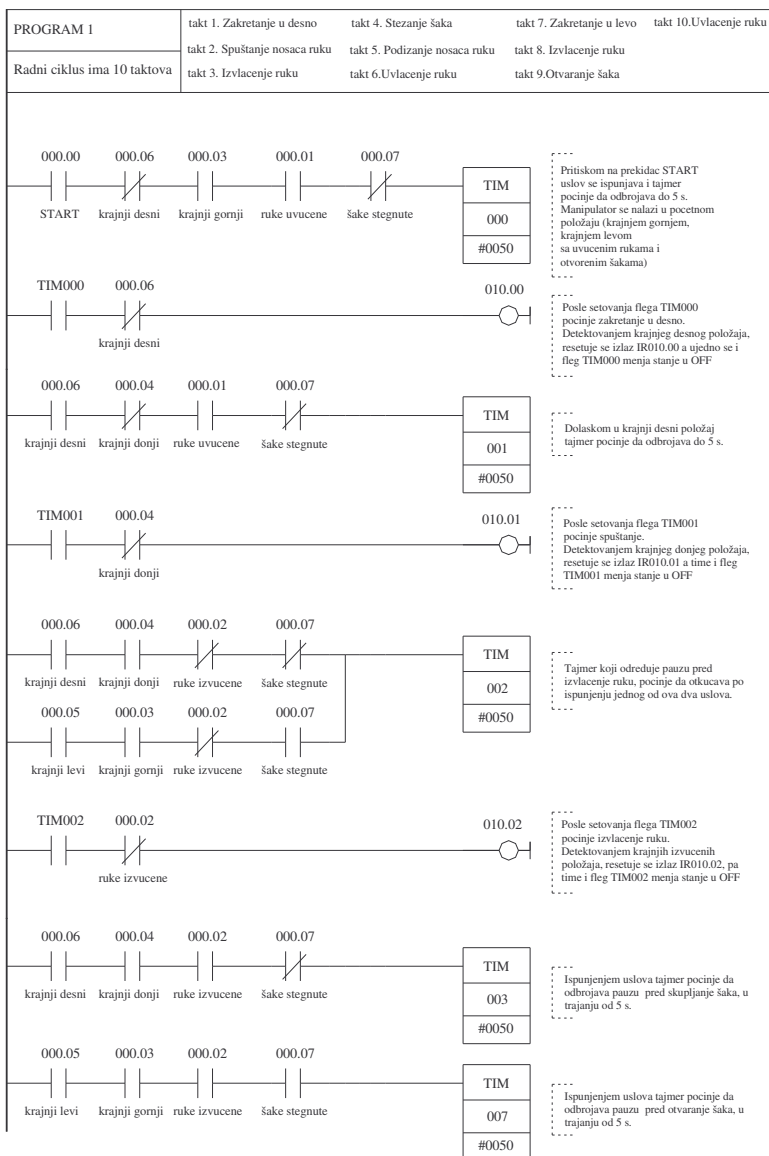 PROGRAM 1
Radni ciklus ima 10 taktova
takt 1. Zakretanje u desno
takt 2. Spuštanje nosaca ruku
takt 3. Izvlacenje ruku
takt 4. Stezanje šaka
takt 5. Podizanje nosaca ruku
takt 6.Uvlacenje ruku
takt 7. Zakretanje u levo
takt 8. Izvlacenje ruku
takt 9.Otvaranje šaka
takt 10.Uvlacenje ruku
000.00 000.06 000.03 000.01 000.07
START krajnji desni krajnji gornji ruke uvucene šake stegnute
TIM
000
#0050
Pritiskom na prekidac START
uslov se ispunjava i tajmer
pocinje da odbrojava do 5 s.
Manipulator se nalazi u pocetnom
položaju (krajnjem gornjem,
krajnjem levom
sa uvucenim rukama i
otvorenim šakama)
TIM000 000.06 010.00
krajnji desni
Posle setovanja flega TIM000
pocinje zakretanje u desno.
Detektovanjem krajnjeg desnog položaja,
resetuje se izlaz IR010.00 a ujedno se i
fleg TIM000 menja stanje u OFF
000.06 000.04 000.01 000.07
krajnji desni krajnji donji ruke uvucene šake stegnute
TIM
001
#0050
Dolaskom u krajnji desni položaj
tajmer pocinje da odbrojava do 5 s.
TIM001 000.04 010.01
krajnji donji
Posle setovanja flega TIM001
pocinje spuštanje.
Detektovanjem krajnjeg donjeg položaja,
resetuje se izlaz IR010.01 a time i fleg
TIM001 menja stanje u OFF
000.06 000.04 000.02 000.07
krajnji desni krajnji donji ruke izvucene šake stegnute
TIM
002
#0050
Tajmer koji odreduje pauzu pred
izvlacenje ruku, pocinje da otkucava po
ispunjenju jednog od ova dva uslova.
000.05 000.03 000.02 000.07
krajnji levi krajnji gornji ruke izvucene šake stegnute
TIM002 000.02 010.02
ruke izvucene
Posle setovanja flega TIM002
pocinje izvlacenje ruku.
Detektovanjem krajnjih izvucenih
položaja, resetuje se izlaz IR010.02, pa
time i fleg TIM002 menja stanje u OFF
000.06 000.04 000.02 000.07
krajnji desni krajnji donji ruke izvucene šake stegnute
TIM
003
#0050
Ispunjenjem uslova tajmer pocinje da
odbrojava pauzu pred skupljanje šaka, u
trajanju od 5 s.
000.05 000.03 000.02 000.07
krajnji levi krajnji gornji ruke izvucene šake stegnute
TIM
007
#0050
Ispunjenjem uslova tajmer pocinje da
odbrojava pauzu pred otvaranje šaka, u
trajanju od 5 s.